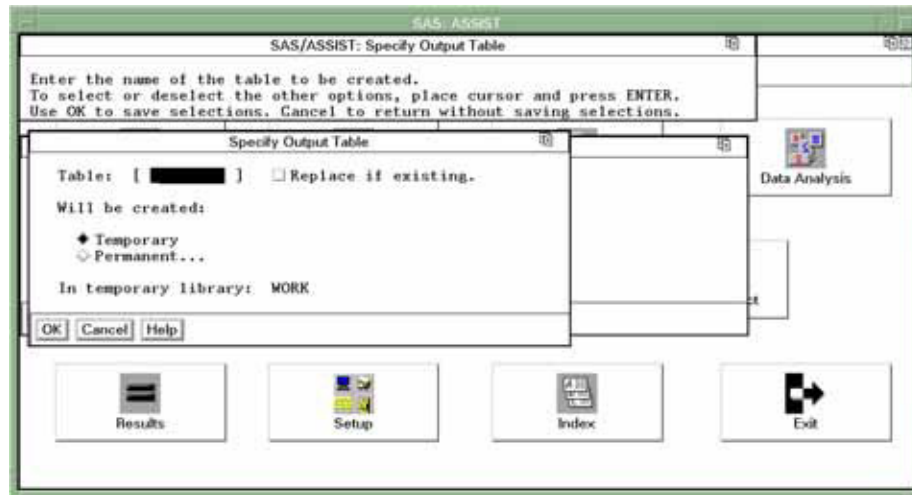 SAS: ASSIST
SAS/ASSIST: Specify Output Table
Enter the name of the table to be created.
To select or deselect the other options, place cursor and press ENTER.
Use OK to save selections. Cancel to return without saving selections.
Specify Output Table
Table: [ ] Replace if existing.
Data Analysis
Will be created:
Temporary
Permanent...
In temporary library: WORK
OK Cancel Help
Results Setup Index Exit